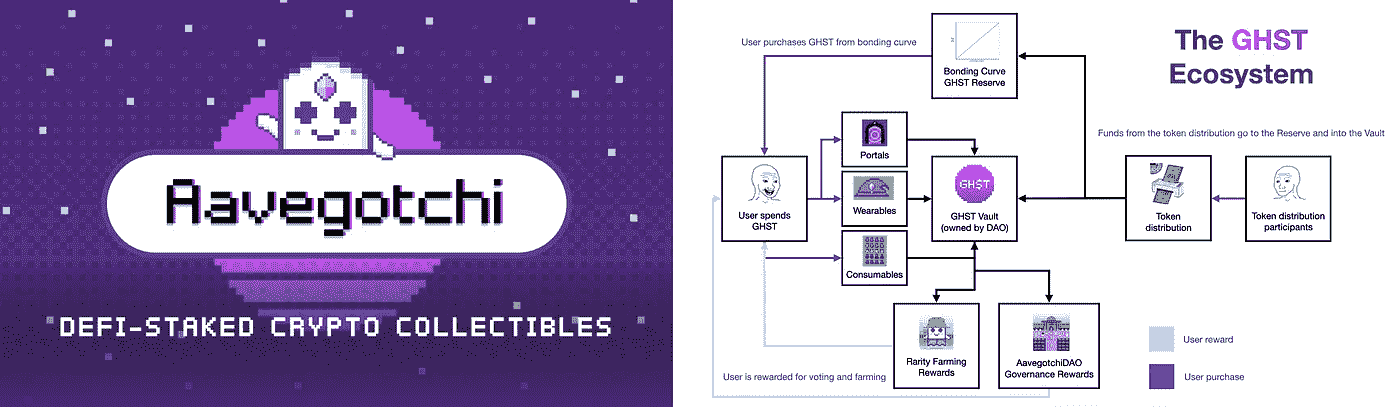 Aavegotchi
DEFI-STAKED CRYPTO COLLECTIBLES
The GHST
Ecosystem
User purchases GHST from bonding curve
Bonding Curve
GHST Reserve
Funds from the token distribution go to the Reserve and into the Vault
Portals
User spends
GHST
Wearables
GHST
GHST Vault
(owned by DAO)
Token
distribution
Token distribution
participants
Consumables
Rarity Farming
Rewards
AavegotchiDAO
Governance Rewards
User is rewarded for voting and farming
User reward
User purchase